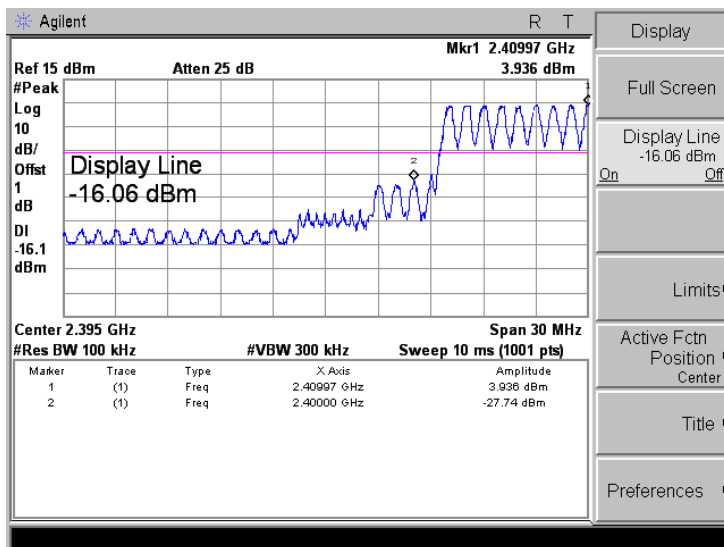 Agilent R T
Mkr1 2.40997 GHz
Ref 15 dBm Atten 25 dB 3.936 dBm
#Peak
Log
10
dB/
Offst
1
dB
DI
-16.1
dBm
1
2
Display Line
-16.06 dBm
Center 2.395 GHz Span 30 MHz
#Res BW 100 kHz #VBW 300 kHz Sweep 10 ms (1001 pts)
Marker Trace Type X Axis Amplitude
1 (1) Freq 2.40997 GHz 3.936 dBm
2 (1) Freq 2.40000 GHz -27.74 dBm
Display
Full Screen
Display Line
-16.06 dBm
On Off
Limits
Active Fctn
Position
Center
Title
Preferences